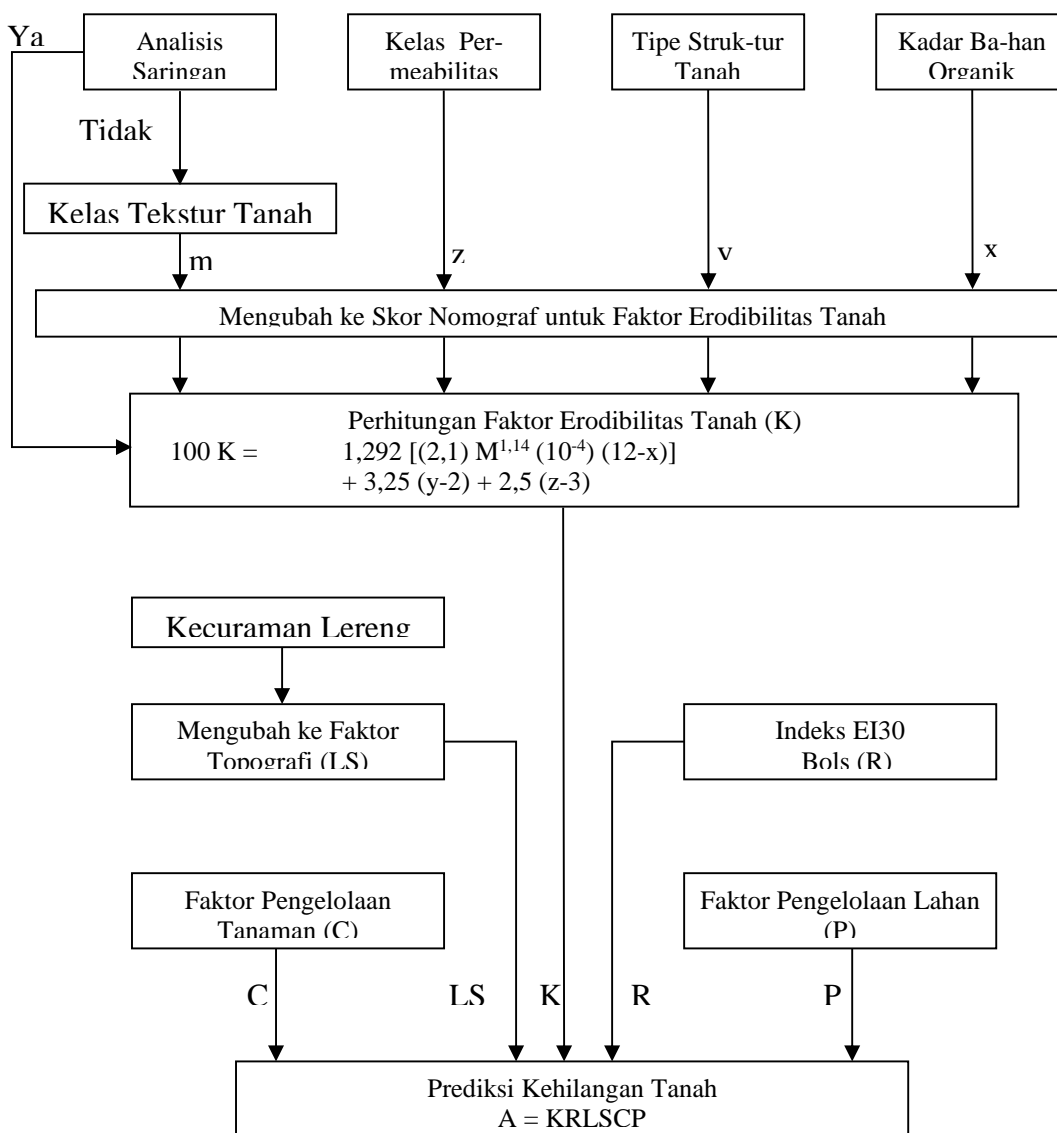 Ya
Analisis
Saringan
Kelas Per-
meabilitas
Tipe Struk-tur
Tanah
Kadar Ba-han
Organik
Tidak
Kelas Tekstur Tanah
m
z
y
x
Mengubah ke Skor Nomograf untuk Faktor Erodibilitas Tanah
Perhitungan Faktor Erodibilitas Tanah (K)
100 K = 1,292 [(2,1) M^1,14 (10^-4) (12-x)]
+ 3,25 (y-2) + 2,5 (z-3)
Kecuraman Lereng
Mengubah ke Faktor
Topografi (LS)
Indeks EI30
Bols (R)
Faktor Pengelolaan
Tanaman (C)
Faktor Pengelolaan Lahan
(P)
C
LS
K
R
P
Prediksi Kehilangan Tanah
A = KRLSCP